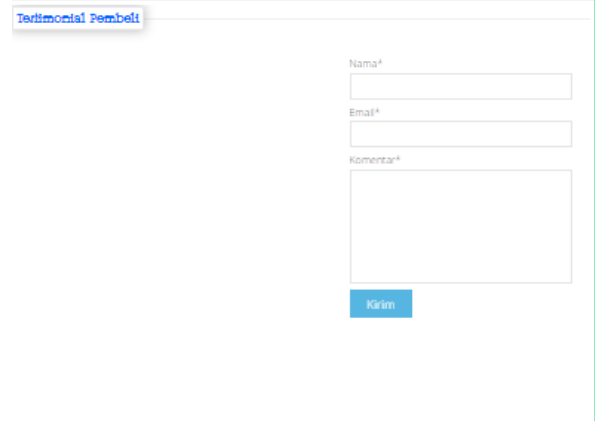 Testimonial Pembeli
Nama*
Email*
Komentar*
Kirim